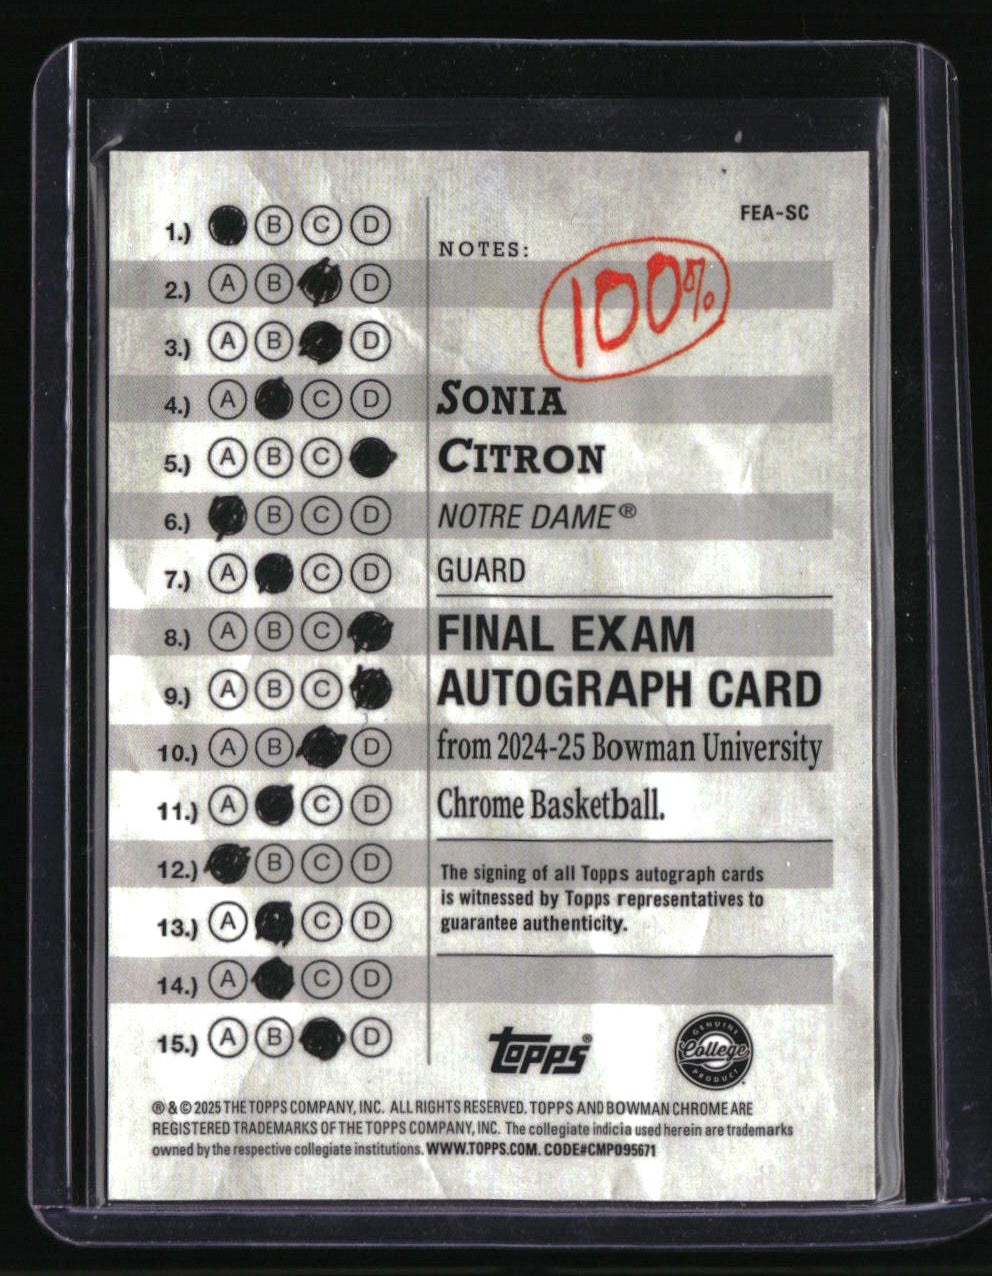 FEA-SC
1.) B C D
NOTES:
100%
2.) A B D
3.) A B D
4.) A C D
SONIA
5.) A B C
CITRON
6.) B C D
NOTRE DAME®
7.) A C D
GUARD
8.) A B C
FINAL EXAM
9.) A B C
AUTOGRAPH CARD
10.) A B D
from 2024-25 Bowman University
11.) A C D
Chrome Basketball.
12.) B C D
The signing of all Topps autograph cards
is witnessed by Topps representatives to
guarantee authenticity.
13.) A C D
14.) A C D
15.) A B D
topps®
GENUINE
College
PRODUCT
® & © 2025 THE TOPPS COMPANY, INC. ALL RIGHTS RESERVED. TOPPS AND BOWMAN CHROME ARE
REGISTERED TRADEMARKS OF THE TOPPS COMPANY, INC. The collegiate indicia used herein are trademarks
owned by the respective collegiate institutions. WWW.TOPPS.COM. CODE#CMP095671